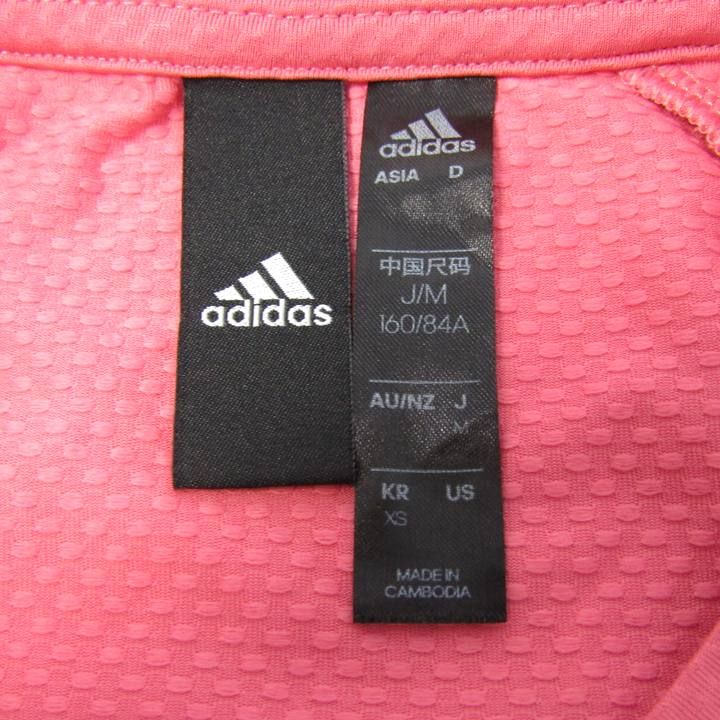 adidas
adidas
ASIA D
中国尺码
J/M
160/84A
AU/NZ J
M
KR US
XS
MADE IN
CAMBODIA